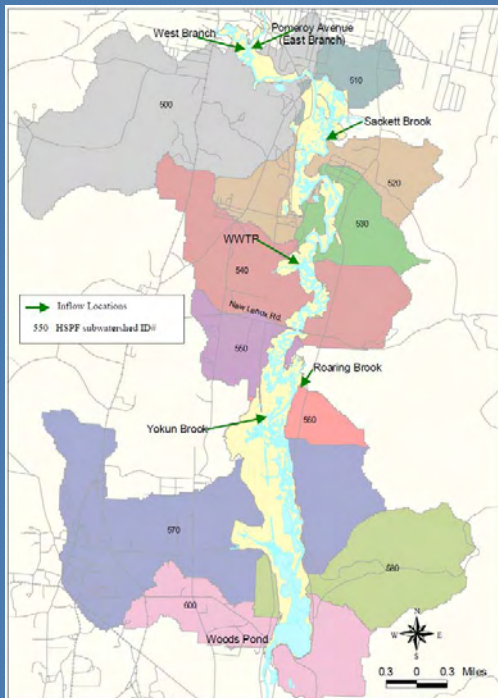 West Branch
Pomeroy Avenue
(East Branch)
510
500
Sackett Brook
520
530
WWTP
540
New Lenox Rd.
Inflow Locations
550 HSPF subwatershed ID#
550
Roaring Brook
560
Yokun Brook
570
580
600
Woods Pond
N
W E
S
0.3 0 0.3 Miles